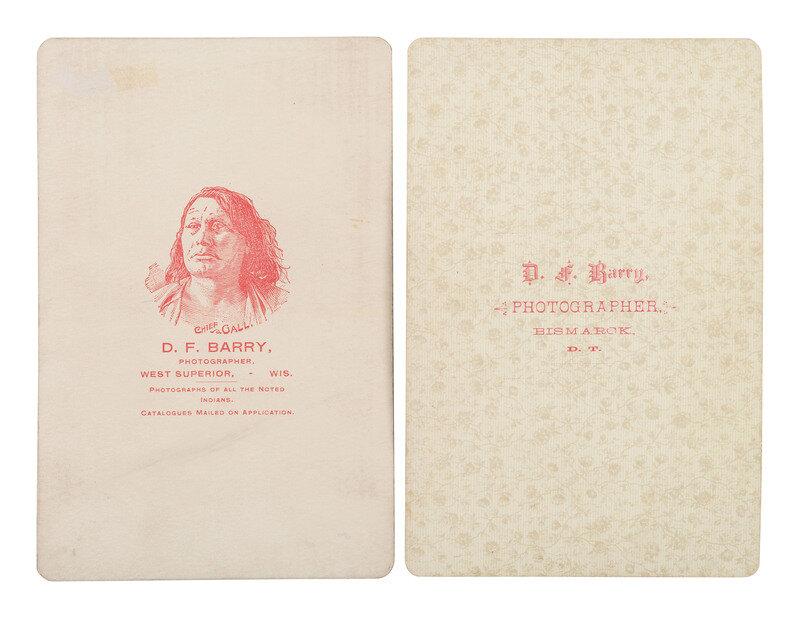 CHIEF GALL.
D. F. BARRY,
PHOTOGRAPHER,
WEST SUPERIOR, - WIS.
PHOTOGRAPHS OF ALL THE NOTED
INDIANS.
CATALOGUES MAILED ON APPLICATION.
D. F. Barry,
PHOTOGRAPHER,
BISMARCK,
D. T.